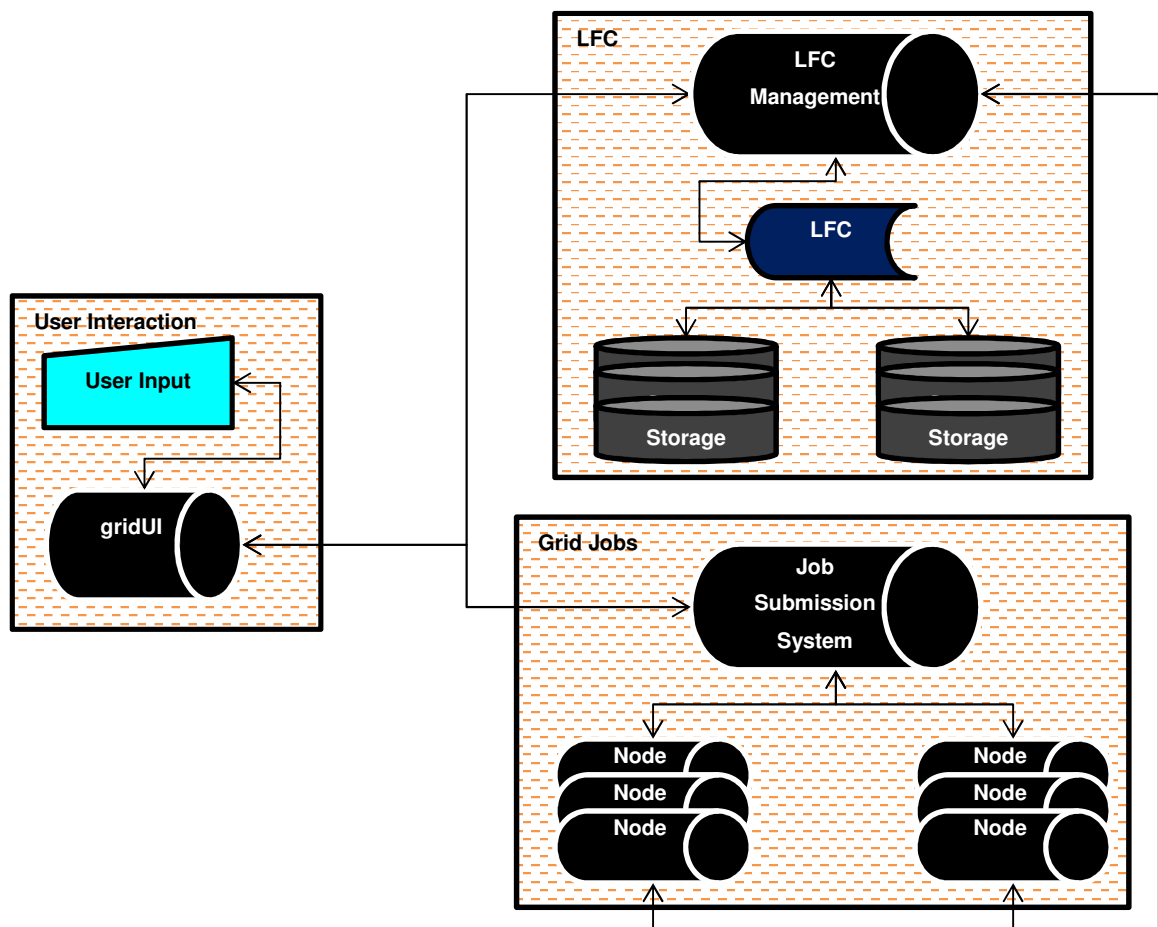 LFC
LFC
Management
LFC
Storage
Storage
User Interaction
User Input
gridUI
Grid Jobs
Job
Submission
System
Node
Node
Node
Node
Node
Node